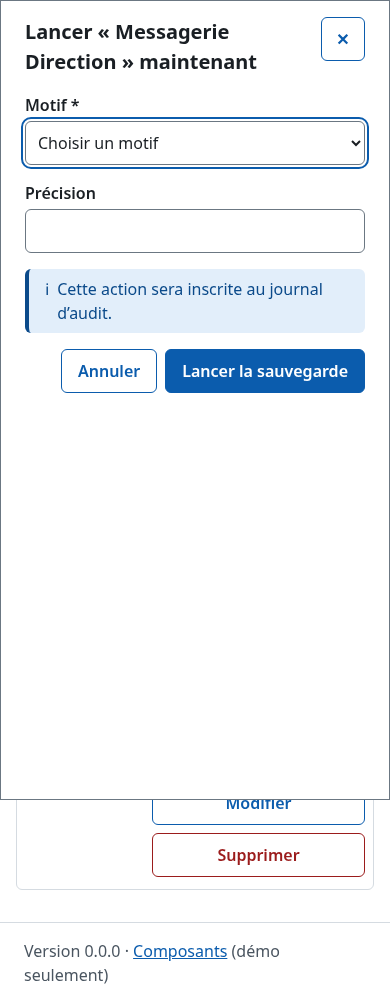 Lancer « Messagerie
Direction » maintenant
×
Motif *
Choisir un motif
Précision
i Cette action sera inscrite au journal
d’audit.
Annuler
Lancer la sauvegarde
Modifier
Supprimer
Version 0.0.0 · Composants (démo
seulement)